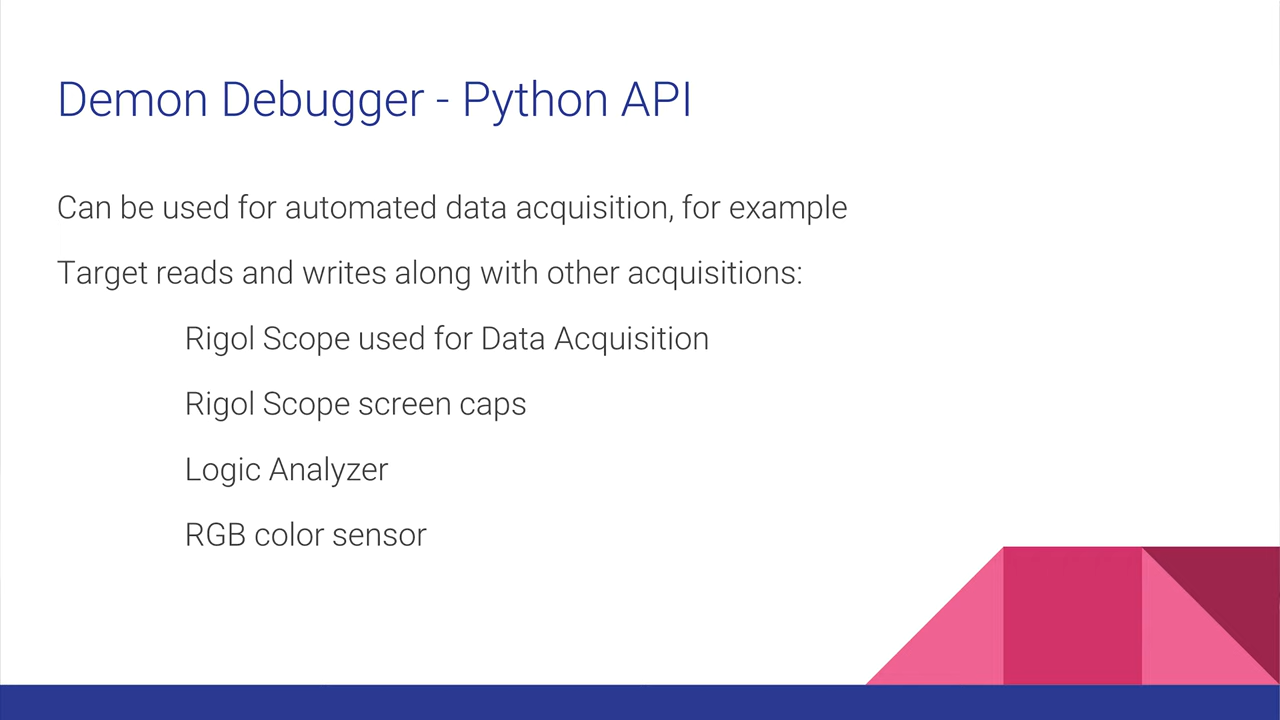 Demon Debugger - Python API
Can be used for automated data acquisition, for example
Target reads and writes along with other acquisitions:
Rigol Scope used for Data Acquisition
Rigol Scope screen caps
Logic Analyzer
RGB color sensor